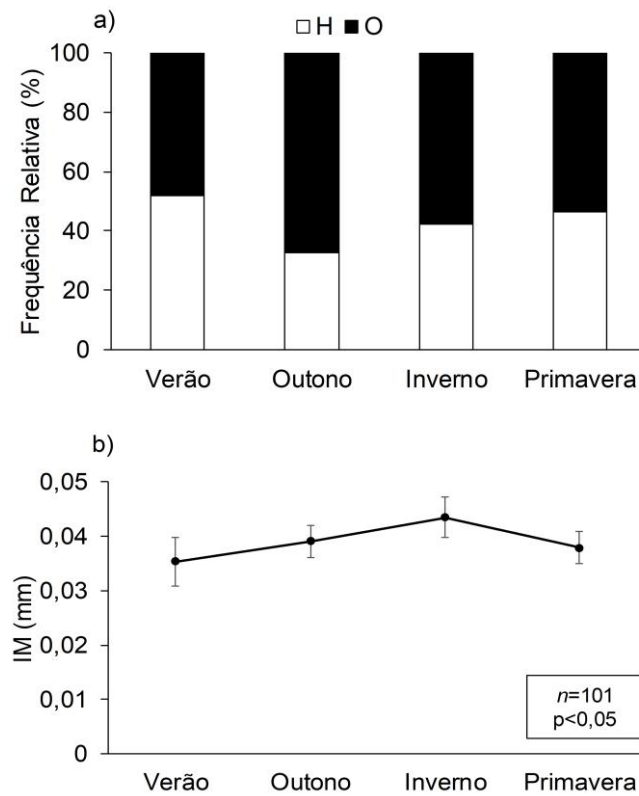 a)
H O
Frequência Relativa (%)
100
80
60
40
20
0
Verão Outono Inverno Primavera
b)
IM (mm)
0,05
0,04
0,03
0,02
0,01
0
n=101
p<0,05
Verão Outono Inverno Primavera